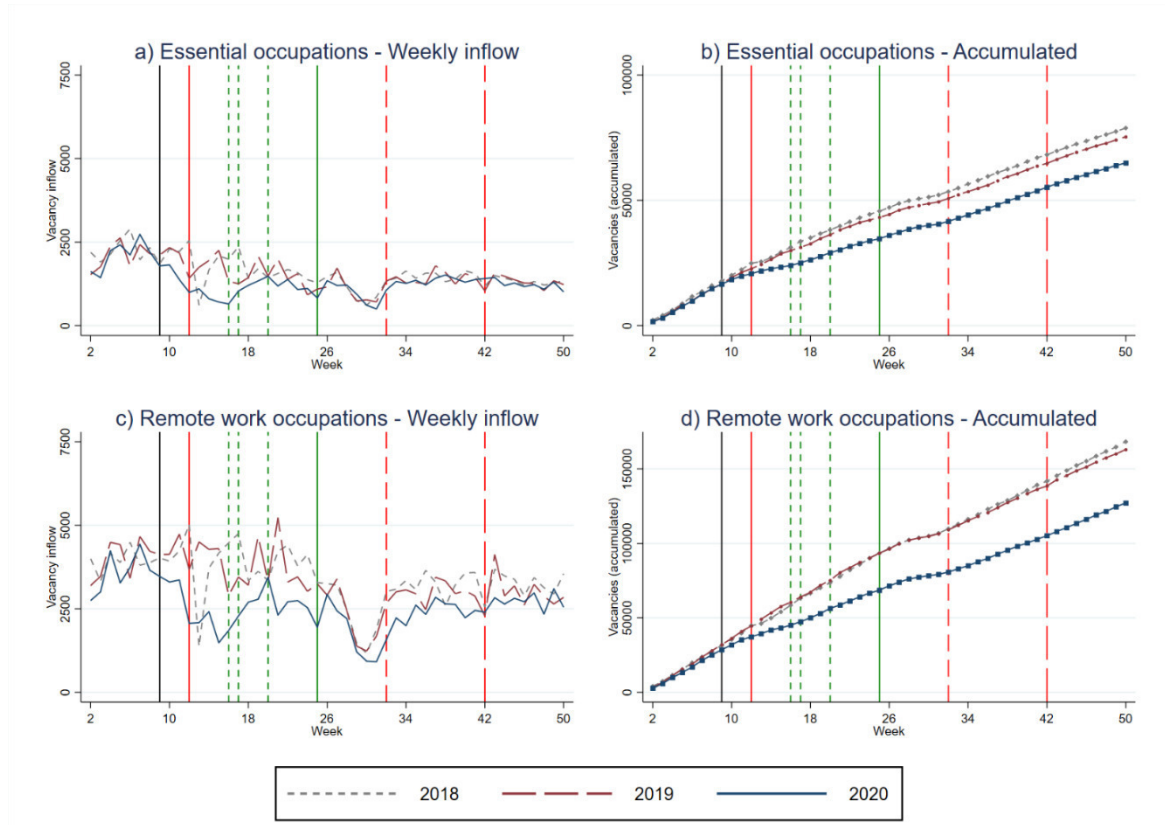 a) Essential occupations - Weekly inflow
Vacancy inflow
7500
5000
2500
0
2 10 18 26 34 42 50
Week
b) Essential occupations - Accumulated
Vacancies (accumulated)
100000
50000
0
2 10 18 26 34 42 50
Week
c) Remote work occupations - Weekly inflow
Vacancy inflow
7500
5000
2500
0
2 10 18 26 34 42 50
Week
d) Remote work occupations - Accumulated
Vacancies (accumulated)
150000
100000
50000
0
2 10 18 26 34 42 50
Week
2018 2019 2020